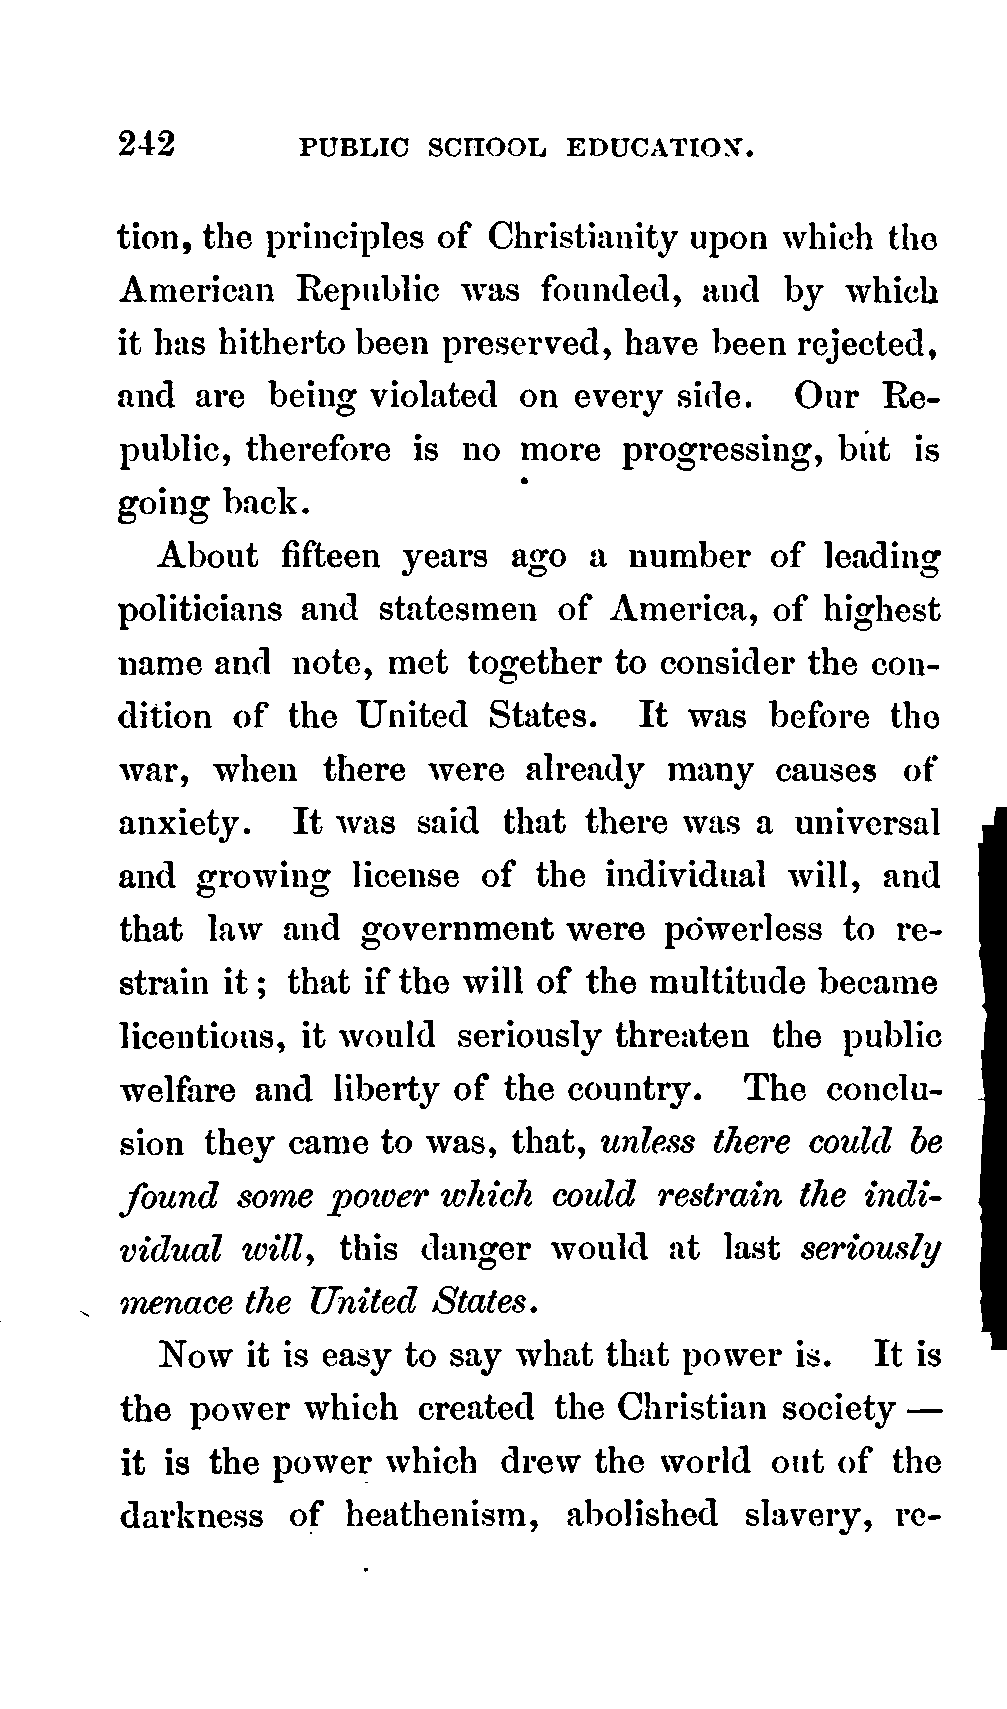 242 PUBLIC SCHOOL EDUCATION.
tion, the principles of Christianity upon which the
American Republic was founded, and by which
it has hitherto been preserved, have been rejected,
and are being violated on every side. Our Re-
public, therefore is no more progressing, but is
going back.
About fifteen years ago a number of leading
politicians and statesmen of America, of highest
name and note, met together to consider the con-
dition of the United States. It was before the
war, when there were already many causes of
anxiety. It was said that there was a universal
and growing license of the individual will, and
that law and government were powerless to re-
strain it; that if the will of the multitude became
licentious, it would seriously threaten the public
welfare and liberty of the country. The conclu-
sion they came to was, that, unless there could be
found some power which could restrain the indi-
vidual will, this danger would at last seriously
menace the United States.
Now it is easy to say what that power is. It is
the power which created the Christian society —
it is the power which drew the world out of the
darkness of heathenism, abolished slavery, re-